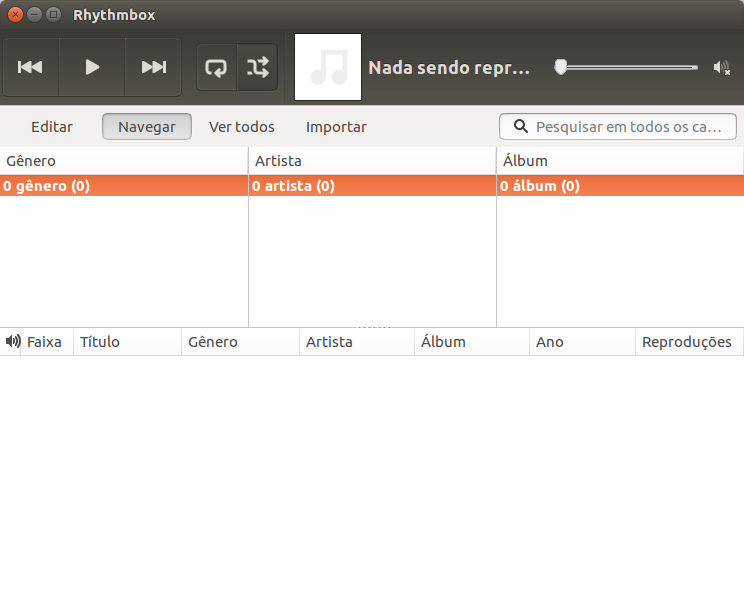 Rhythmbox
Nada sendo repr...
Editar Navegar Ver todos Importar Pesquisar em todos os ca...
Gênero Artista Álbum
0 gênero (0) 0 artista (0) 0 álbum (0)
Faixa Título Gênero Artista Álbum Ano Reproduções